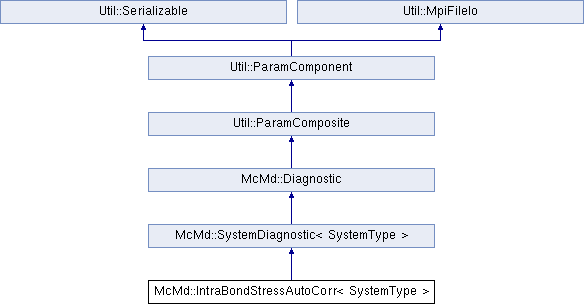 Util::Serializable
Util::MpiFileIo
Util::ParamComponent
Util::ParamComposite
McMd::Diagnostic
McMd::SystemDiagnostic< SystemType >
McMd::IntraBondStressAutoCorr< SystemType >